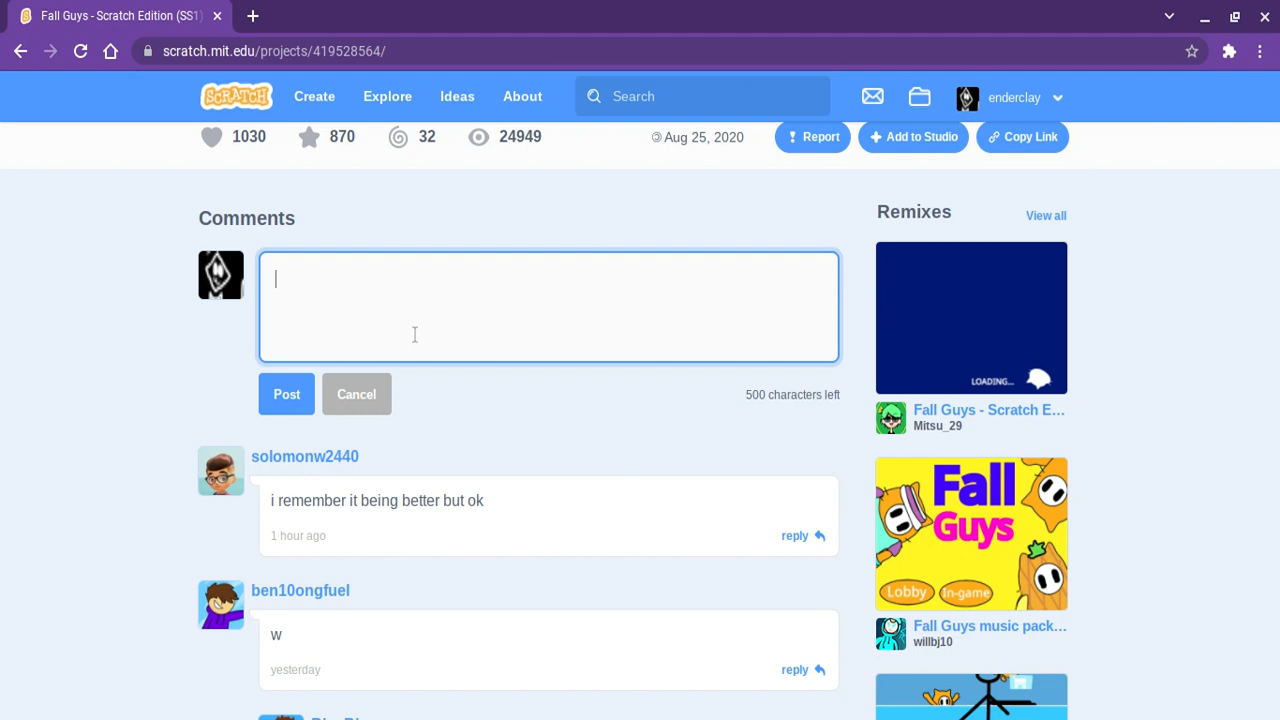 Fall Guys - Scratch Edition (SS1)
scratch.mit.edu/projects/419528564/
SCRATCH Create Explore Ideas About Search enderclay
1030 870 32 24949 Aug 25, 2020 Report Add to Studio Copy Link
Comments
Remixes View all
Post Cancel 500 characters left
LOADING...
Fall Guys - Scratch E...
Mitsu_29
solomonw2440
i remember it being better but ok
1 hour ago reply
Fall
Guys
Lobby In-game
ben10ongfuel
w
yesterday reply
Fall Guys music pack...
willbj10